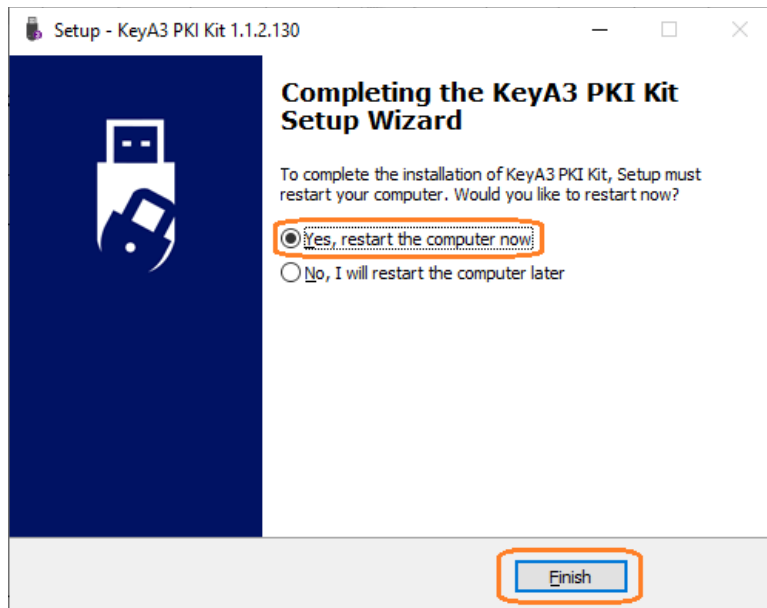 Setup - KeyA3 PKI Kit 1.1.2.130
Completing the KeyA3 PKI Kit
Setup Wizard
To complete the installation of KeyA3 PKI Kit, Setup must
restart your computer. Would you like to restart now?
Yes, restart the computer now
No, I will restart the computer later
Finish